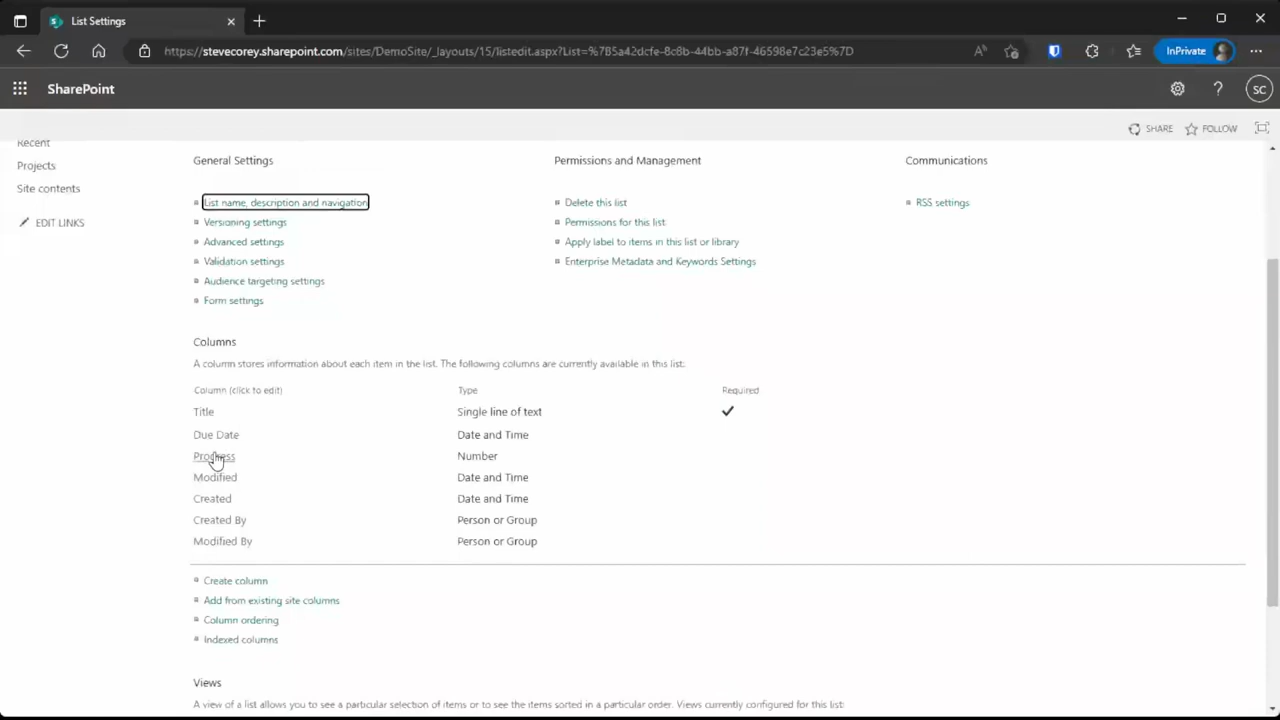 List Settings
https://stevecorey.sharepoint.com/sites/DemoSite/_layouts/15/listedit.aspx?List=%7B5a42dcfe-8c8b-44bb-a87f-46598e7c23e5%7D
InPrivate
SharePoint
SC
SHARE
FOLLOW
Recent
Projects
Site contents
EDIT LINKS
General Settings
List name, description and navigation
Versioning settings
Advanced settings
Validation settings
Audience targeting settings
Form settings
Permissions and Management
Delete this list
Permissions for this list
Apply label to items in this list or library
Enterprise Metadata and Keywords Settings
Communications
RSS settings
Columns
A column stores information about each item in the list. The following columns are currently available in this list:
Column (click to edit) Type Required
Title Single line of text
Due Date Date and Time
Progress Number
Modified Date and Time
Created Date and Time
Created By Person or Group
Modified By Person or Group
Create column
Add from existing site columns
Column ordering
Indexed columns
Views
A view of a list allows you to see a particular selection of items or to see the items sorted in a particular order. Views currently configured for this list: